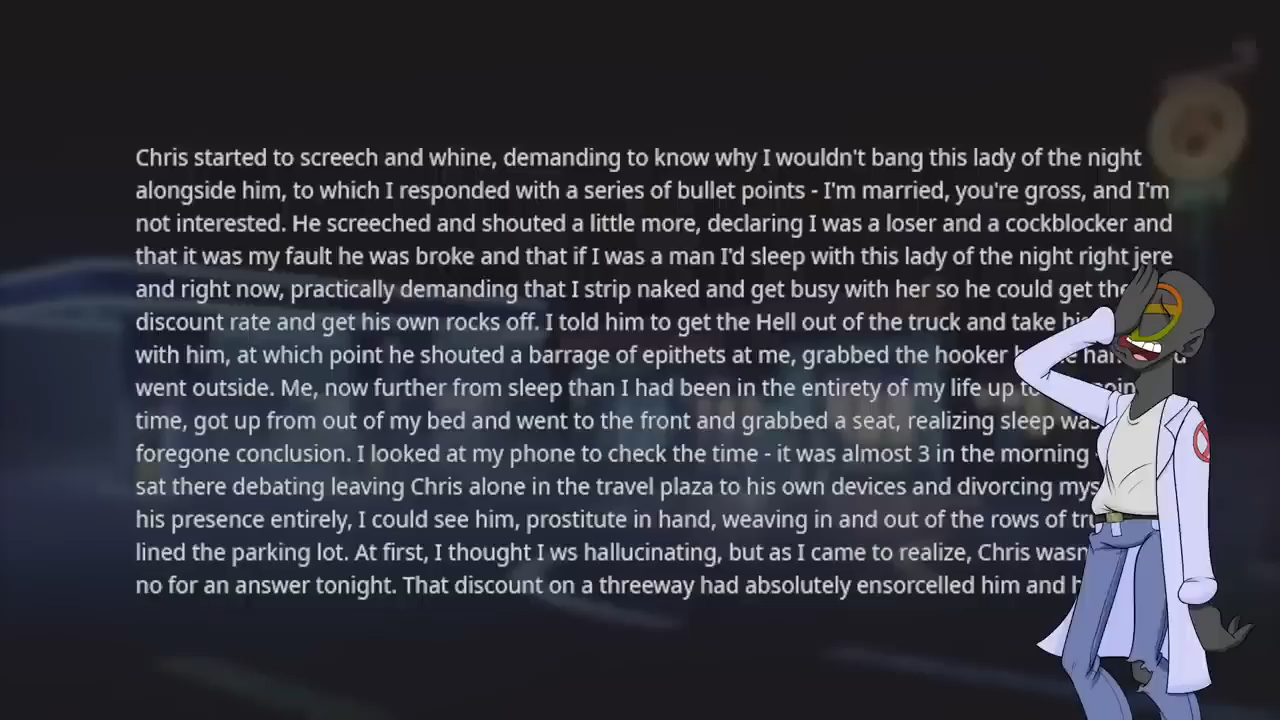 Chris started to screech and whine, demanding to know why I wouldn't bang this lady of the night
alongside him, to which I responded with a series of bullet points - I'm married, you're gross, and I'm
not interested. He screeched and shouted a little more, declaring I was a loser and a cockblocker and
that it was my fault he was broke and that if I was a man I'd sleep with this lady of the night right jere
and right now, practically demanding that I strip naked and get busy with her so he could get the
discount rate and get his own rocks off. I told him to get the Hell out of the truck and take
with him, at which point he shouted a barrage of epithets at me, grabbed the hooker
went outside. Me, now further from sleep than I had been in the entirety of my life up
time, got up from out of my bed and went to the front and grabbed a seat, realizing sleep
foregone conclusion. I looked at my phone to check the time - it was almost 3 in the morning
sat there debating leaving Chris alone in the travel plaza to his own devices and divorcing
his presence entirely, I could see him, prostitute in hand, weaving in and out of the rows of
lined the parking lot. At first, I thought I ws hallucinating, but as I came to realize, Chris
no for an answer tonight. That discount on a threeway had absolutely ensorcelled him and